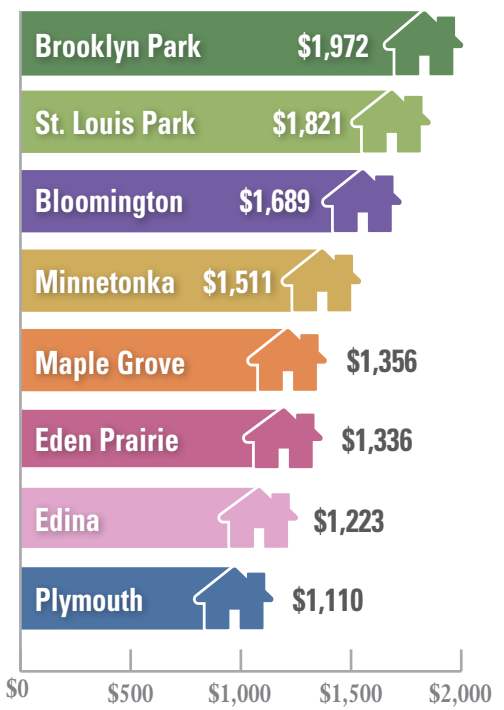 Brooklyn Park $1,972
St. Louis Park $1,821
Bloomington $1,689
Minnetonka $1,511
Maple Grove $1,356
Eden Prairie $1,336
Edina $1,223
Plymouth $1,110
$0 $500 $1,000 $1,500 $2,000